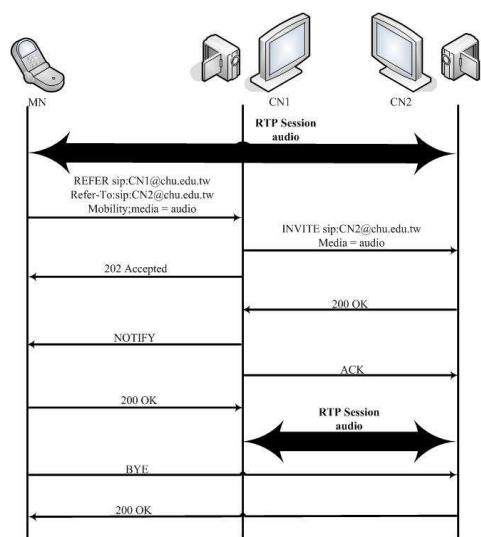 MN
CN1
CN2
RTP Session
audio
REFER sip:CN1@chu.edu.tw
Refer-To:sip:CN2@chu.edu.tw
Mobility;media = audio
INVITE sip:CN2@chu.edu.tw
Media = audio
202 Accepted
200 OK
NOTIFY
ACK
200 OK
RTP Session
audio
BYE
200 OK